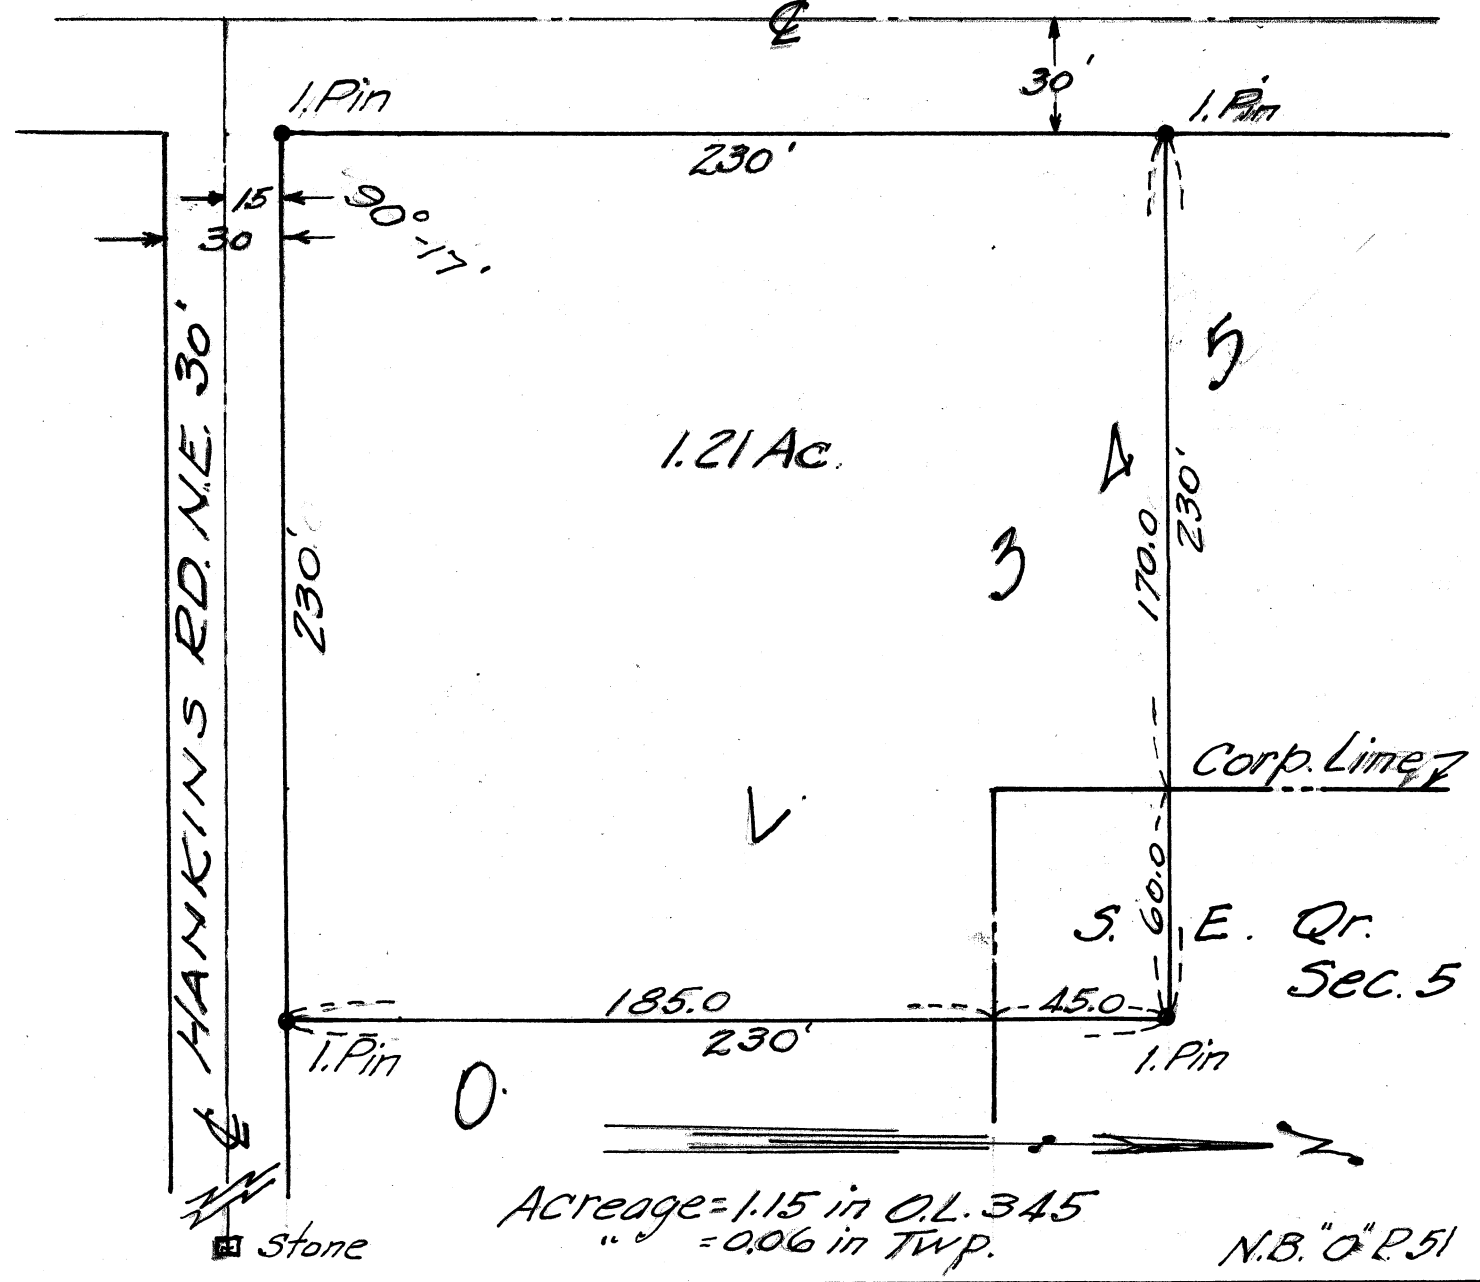 ℄
30'
I. Pin
I. Pin
230'
15
30
90°-17'
HANKINS RD. N.E. 30'
℄
230'
1.21 Ac.
O. L. 3 4 5
170.0
230'
Corp. Line
60.0
S. E. Qr.
Sec. 5
185.0
45.0
230'
I. Pin
I. Pin
N
Acreage = 1.15 in O.L. 345
" " = 0.06 in Twp.
Stone
N.B. "O" P. 51